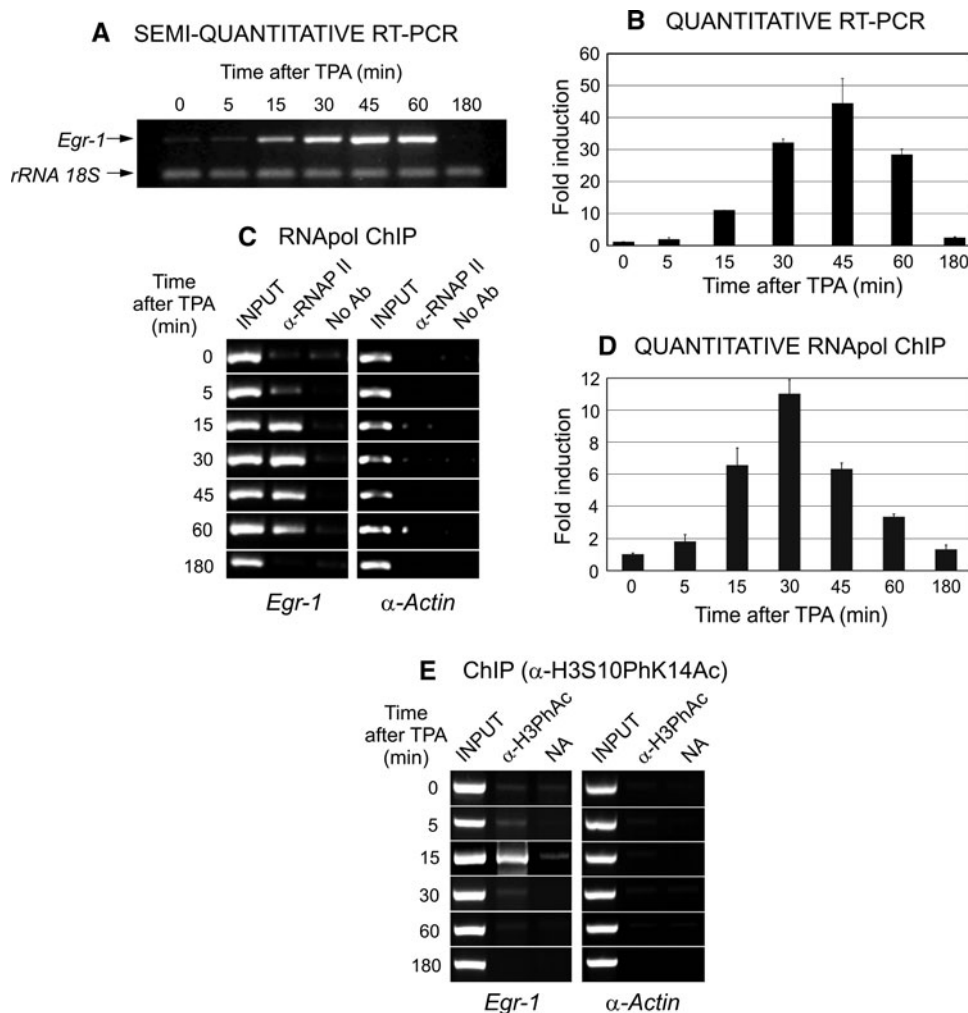 A SEMI-QUANTITATIVE RT-PCR
Time after TPA (min)
0 5 15 30 45 60 180
Egr-1
rRNA 18S
B QUANTITATIVE RT-PCR
Fold induction
60
50
40
30
20
10
0
0 5 15 30 45 60 180
Time after TPA (min)
C RNApol ChIP
Time
after TPA
(min)
INPUT
α-RNAP II
No Ab
INPUT
α-RNAP II
No Ab
0
5
15
30
45
60
180
Egr-1
α-Actin
D QUANTITATIVE RNApol ChIP
Fold induction
12
10
8
6
4
2
0
0 5 15 30 45 60 180
Time after TPA (min)
E ChIP (α-H3S10PhK14Ac)
Time
after TPA
(min)
INPUT
α-H3PhAc
NA
INPUT
α-H3PhAc
NA
0
5
15
30
60
180
Egr-1
α-Actin